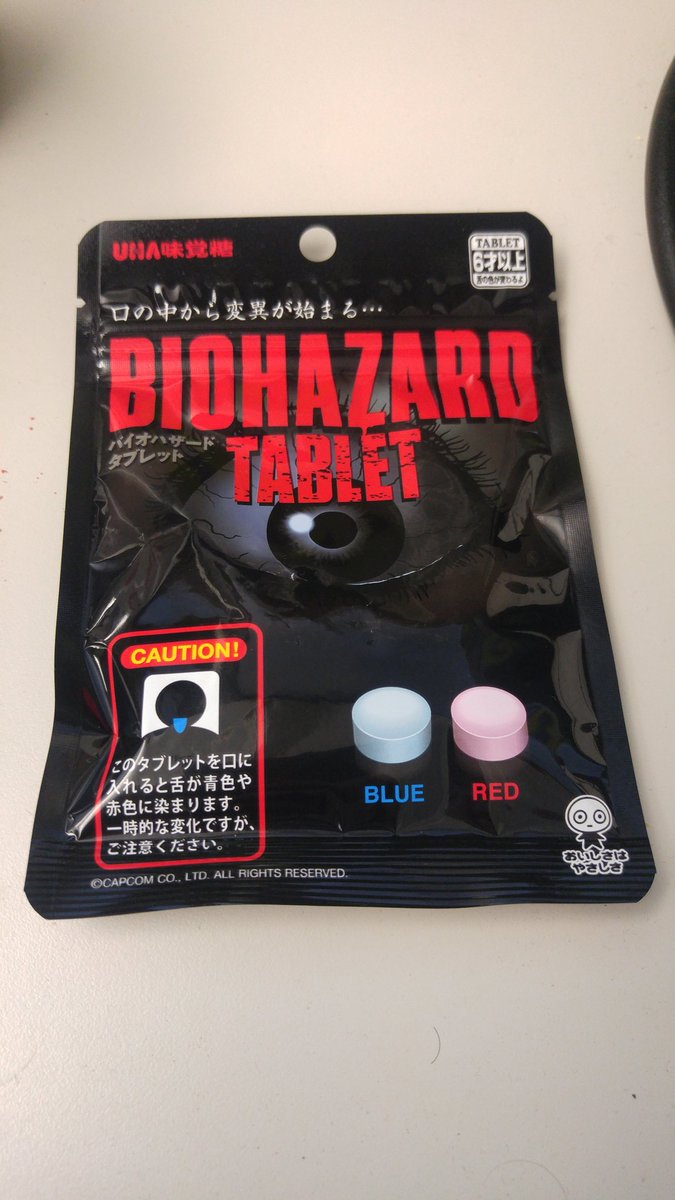 UHA味覚糖
TABLET
6才以上
舌の色が変わるよ
口の中から変異が始まる…
BIOHAZARD
バイオハザード
タブレット
TABLET
CAUTION!
このタブレットを口に
入れると舌が青色や
赤色に染まります。
一時的な変化ですが、
ご注意ください。
BLUE
RED
おいしさは
やさしさ
©CAPCOM CO., LTD. ALL RIGHTS RESERVED.